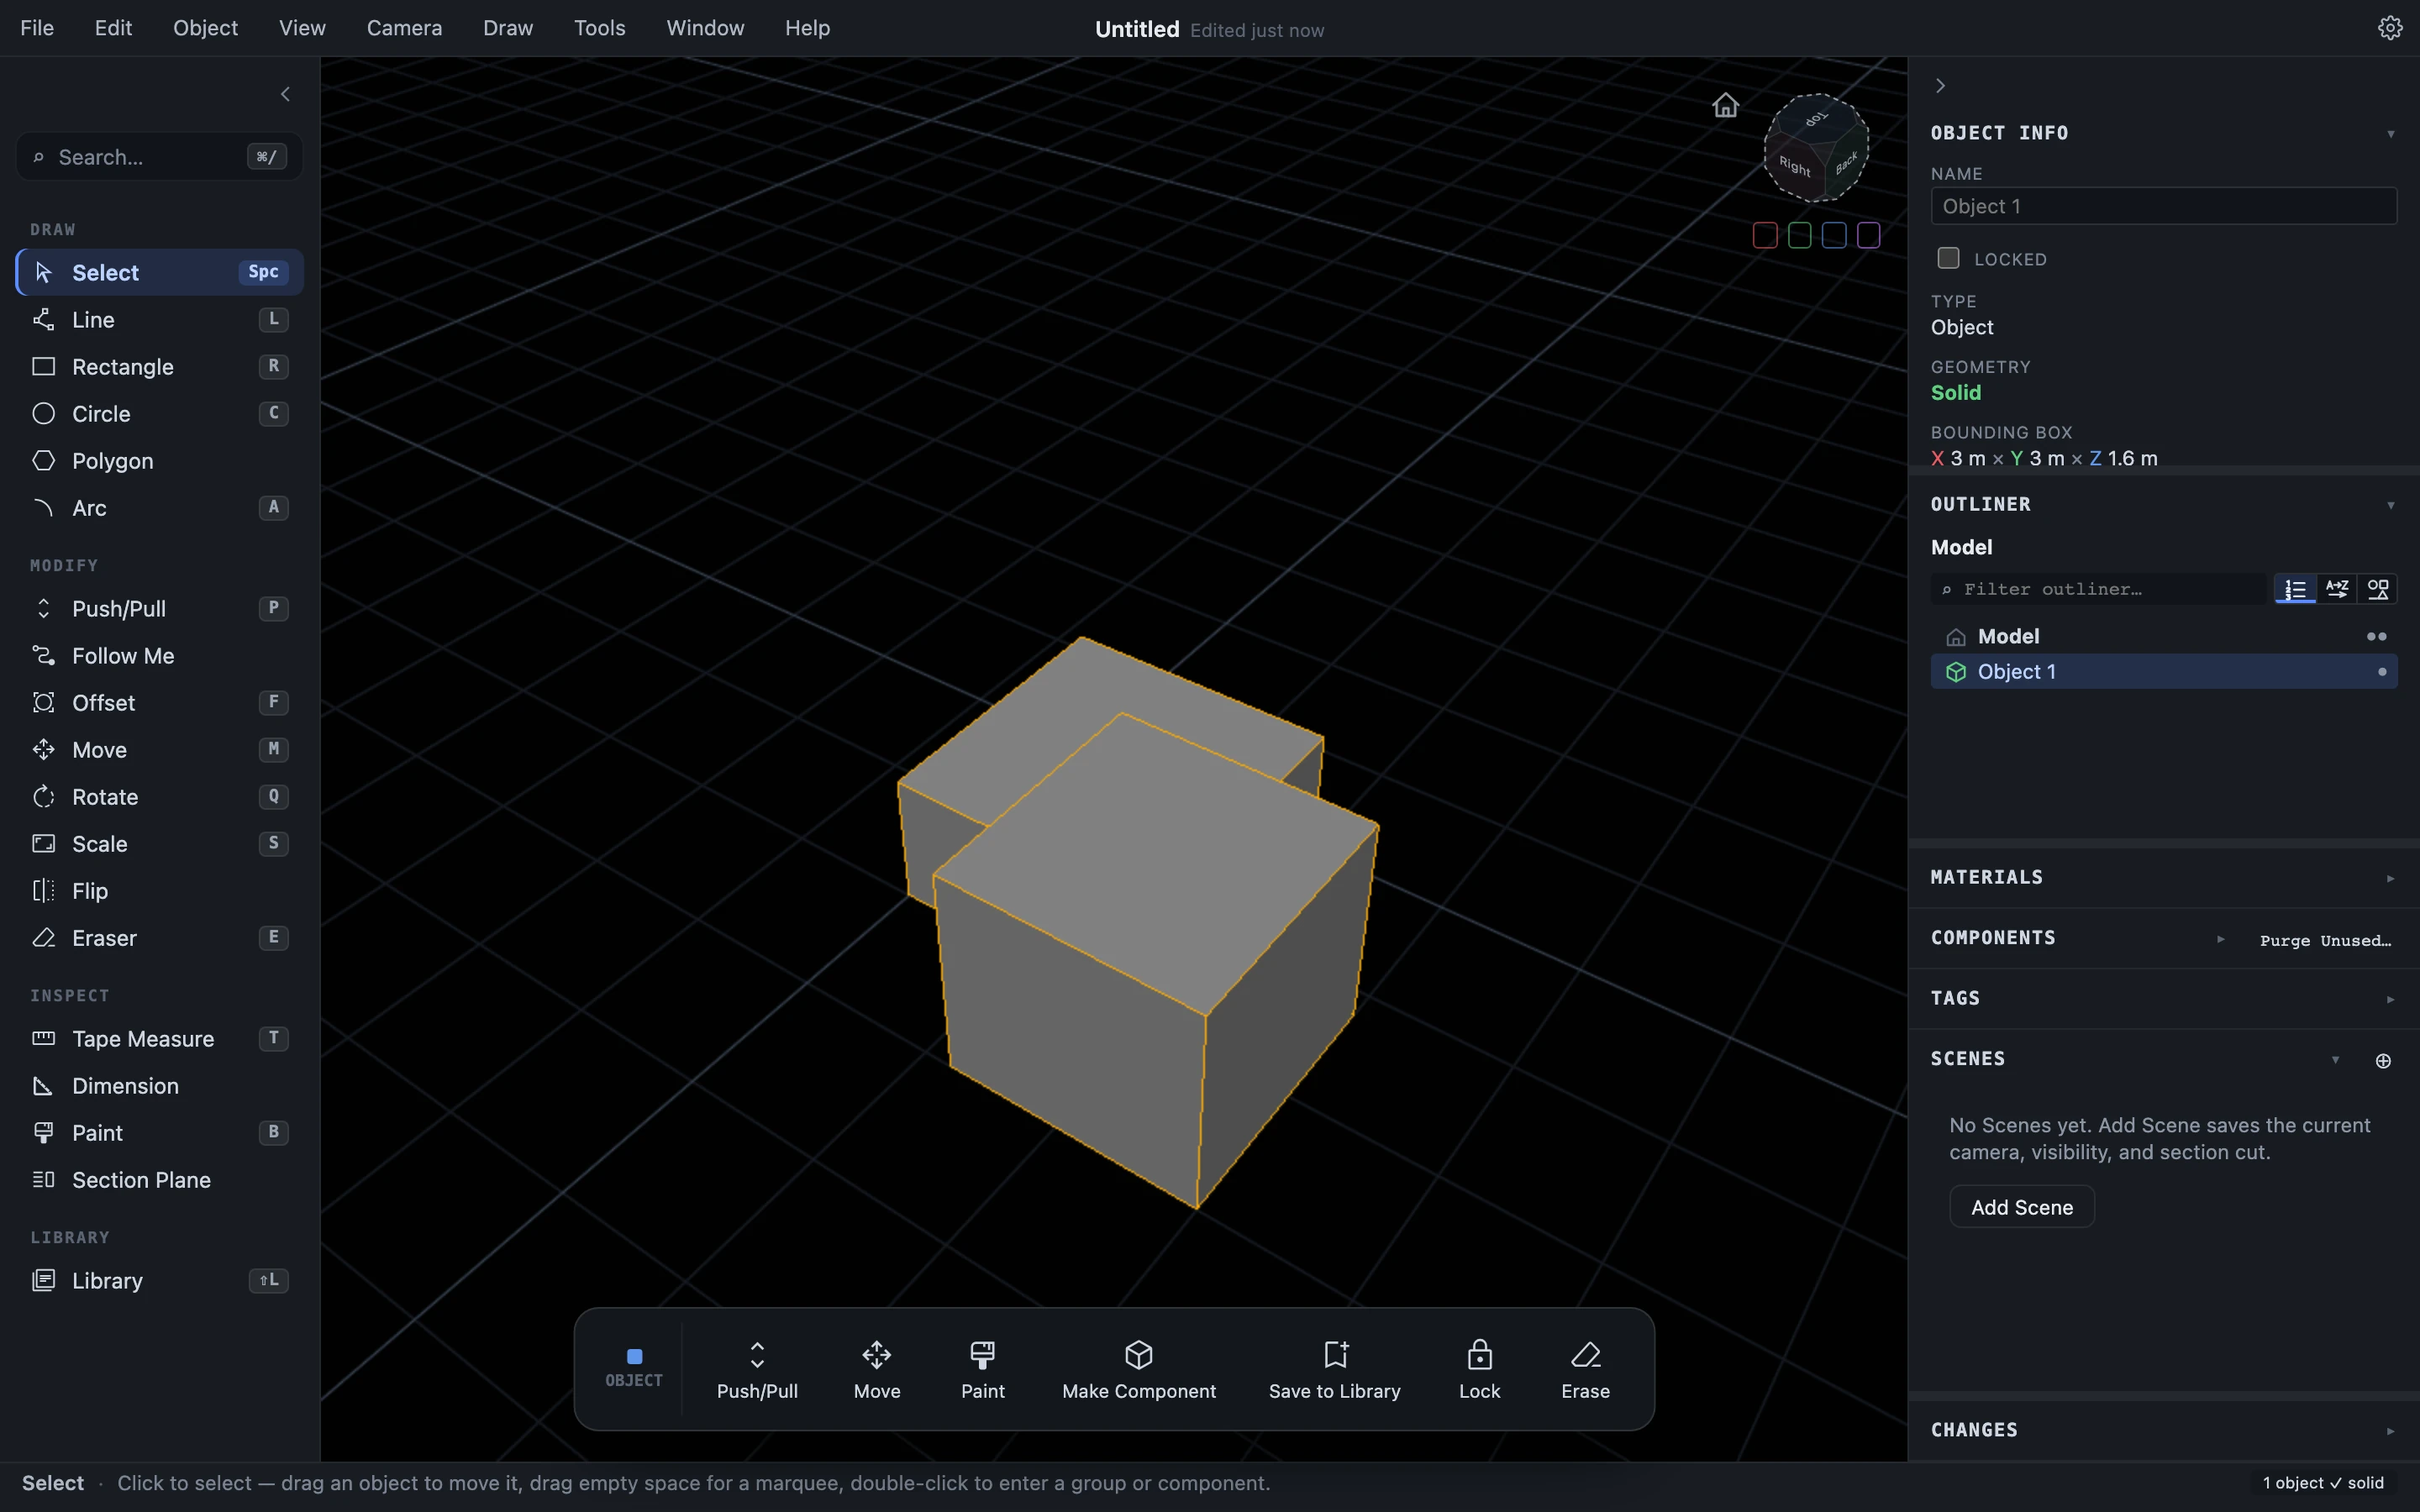 File Edit Object View Camera Draw Tools Window Help
Untitled Edited just now
Search... ⌘/
DRAW
Select Spc
Line L
Rectangle R
Circle C
Polygon
Arc A
MODIFY
Push/Pull P
Follow Me
Offset F
Move M
Rotate Q
Scale S
Flip
Eraser E
INSPECT
Tape Measure T
Dimension
Paint B
Section Plane
LIBRARY
Library ⇧L
Top
Right
Back
OBJECT
Push/Pull
Move
Paint
Make Component
Save to Library
Lock
Erase
OBJECT INFO
NAME
Object 1
LOCKED
TYPE
Object
GEOMETRY
Solid
BOUNDING BOX
X 3 m × Y 3 m × Z 1.6 m
OUTLINER
Model
Filter outliner…
Model
Object 1
MATERIALS
COMPONENTS Purge Unused…
TAGS
SCENES
No Scenes yet. Add Scene saves the current
camera, visibility, and section cut.
Add Scene
CHANGES
Select · Click to select — drag an object to move it, drag empty space for a marquee, double-click to enter a group or component.
1 object ✓ solid